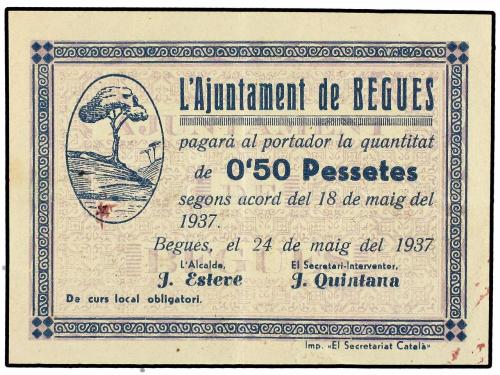 L'Ajuntament de BEGUES
pagarà al portador la quantitat
de 0'50 Pessetes
segons acord del 18 de maig del
1937.
Begues, el 24 de maig del 1937
L'Alcalde, El Secretari-Interventor,
J. Esteve J. Quintana
De curs local obligatori.
Imp. «El Secretariat Català»